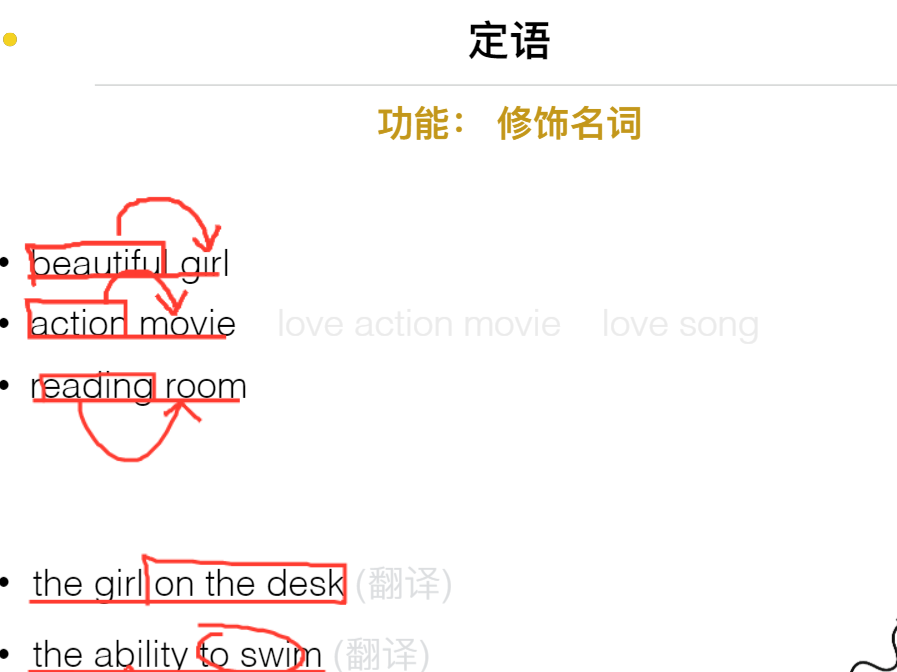 定语
功能： 修饰名词
beautiful girl
action movie love action movie love song
reading room
the girl on the desk (翻译)
the ability to swim (翻译)